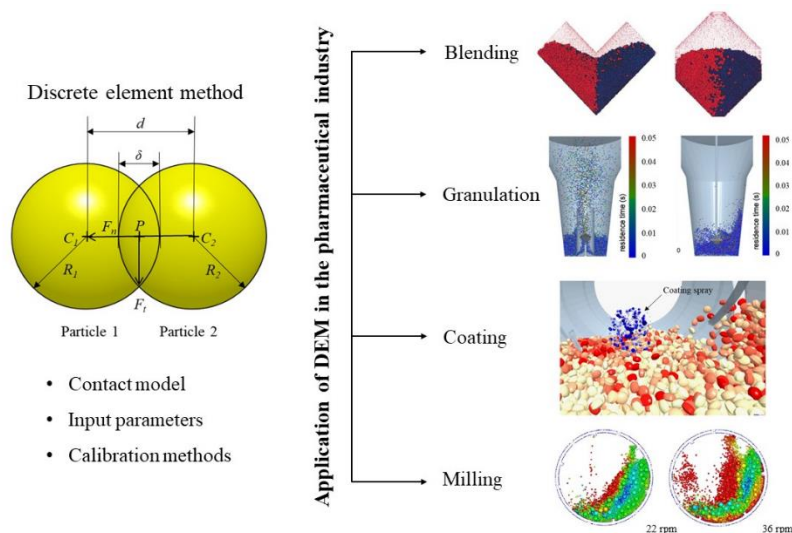 Discrete element method
d
δ
Fn
P
C1
C2
R1
R2
Ft
Particle 1
Particle 2
• Contact model
• Input parameters
• Calibration methods
Application of DEM in the pharmaceutical industry
Blending
Granulation
0.05
0.04
0.03
0.02
0.01
0
residence time (s)
0.05
0.04
0.03
0.02
0.01
0
residence time (s)
Coating
Coating spray
Milling
22 rpm
36 rpm